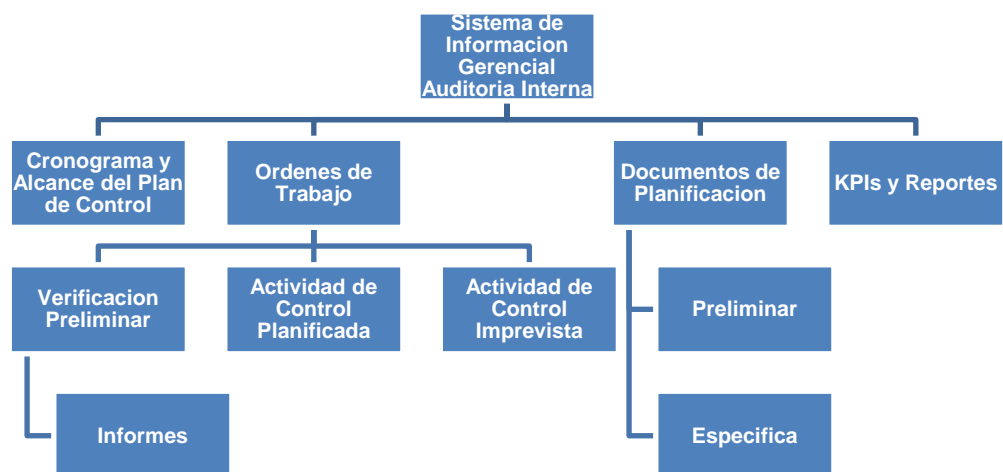 Sistema de
Informacion
Gerencial
Auditoria Interna
Cronograma y
Alcance del Plan
de Control
Ordenes de
Trabajo
Documentos de
Planificacion
KPIs y Reportes
Verificacion
Preliminar
Actividad de
Control
Planificada
Actividad de
Control
Imprevista
Preliminar
Informes
Especifica